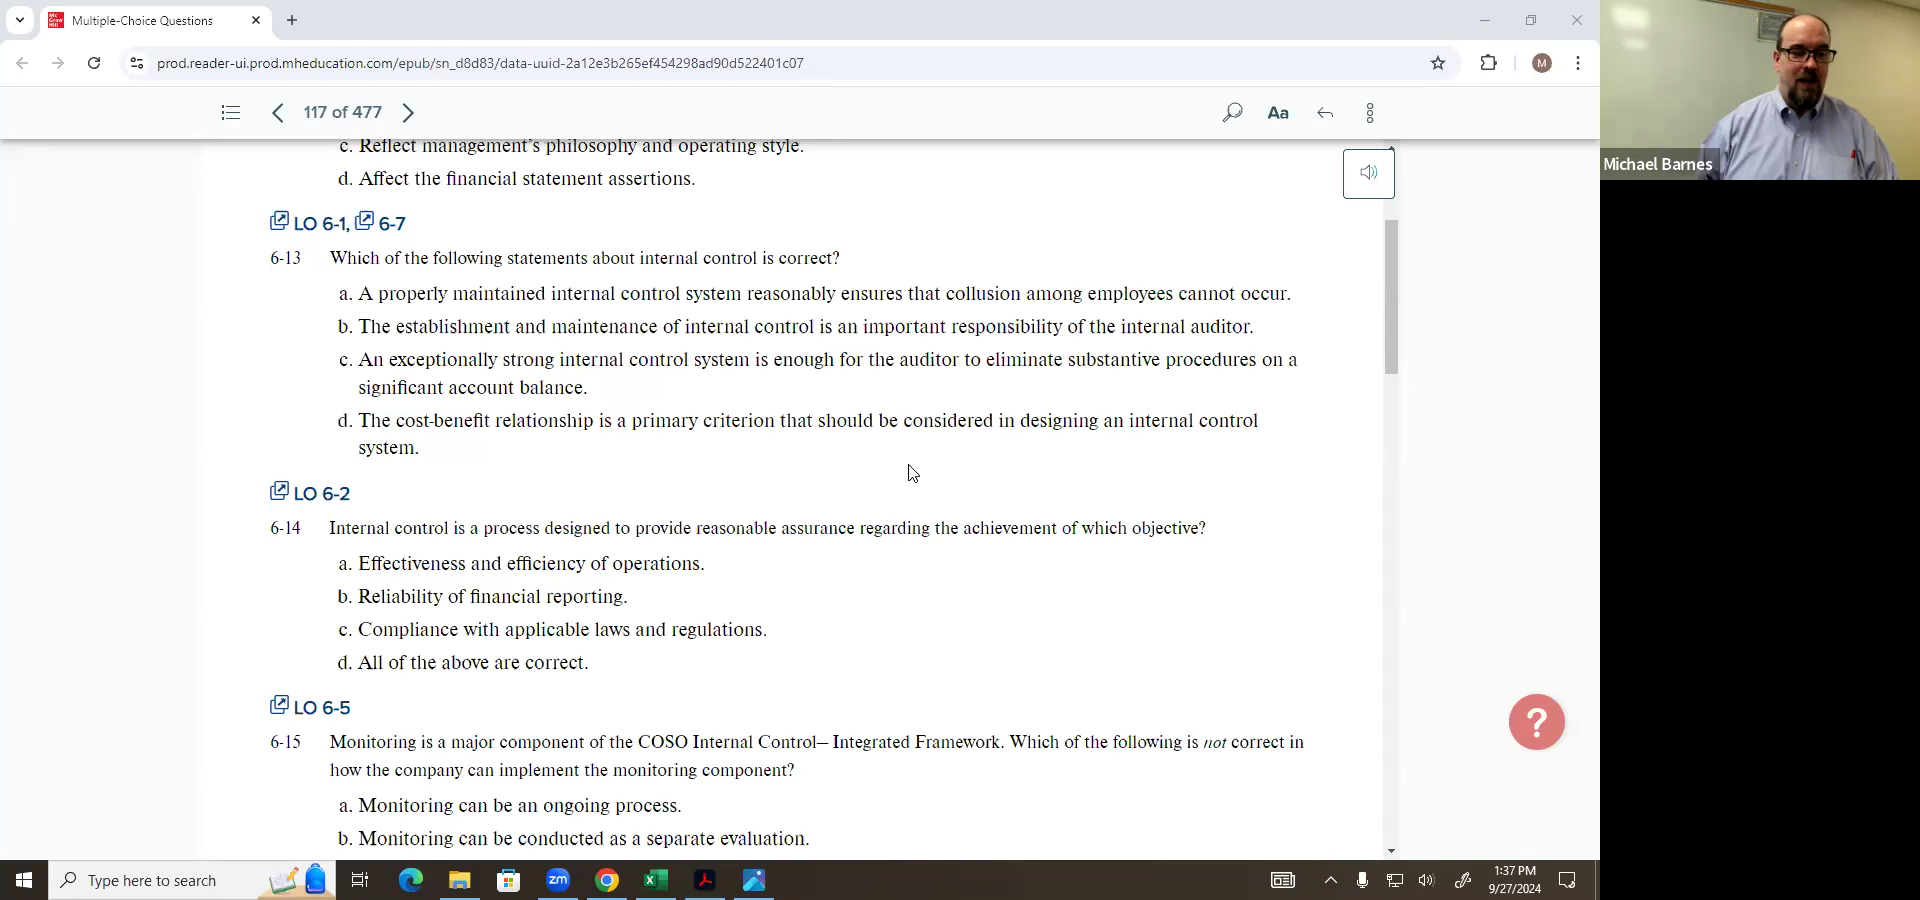 Multiple-Choice Questions
prod.reader-ui.prod.mheducation.com/epub/sn_d8d83/data-uuid-2a12e3b265ef454298ad90d522401c07
M
117 of 477
Aa
c. Reflect management's philosophy and operating style.
d. Affect the financial statement assertions.
LO 6-1, 6-7
6-13 Which of the following statements about internal control is correct?
a. A properly maintained internal control system reasonably ensures that collusion among employees cannot occur.
b. The establishment and maintenance of internal control is an important responsibility of the internal auditor.
c. An exceptionally strong internal control system is enough for the auditor to eliminate substantive procedures on a
significant account balance.
d. The cost-benefit relationship is a primary criterion that should be considered in designing an internal control
system.
LO 6-2
6-14 Internal control is a process designed to provide reasonable assurance regarding the achievement of which objective?
a. Effectiveness and efficiency of operations.
b. Reliability of financial reporting.
c. Compliance with applicable laws and regulations.
d. All of the above are correct.
LO 6-5
6-15 Monitoring is a major component of the COSO Internal Control– Integrated Framework. Which of the following is not correct in
how the company can implement the monitoring component?
a. Monitoring can be an ongoing process.
b. Monitoring can be conducted as a separate evaluation.
?
Michael Barnes
Type here to search
zm
1:37 PM
9/27/2024